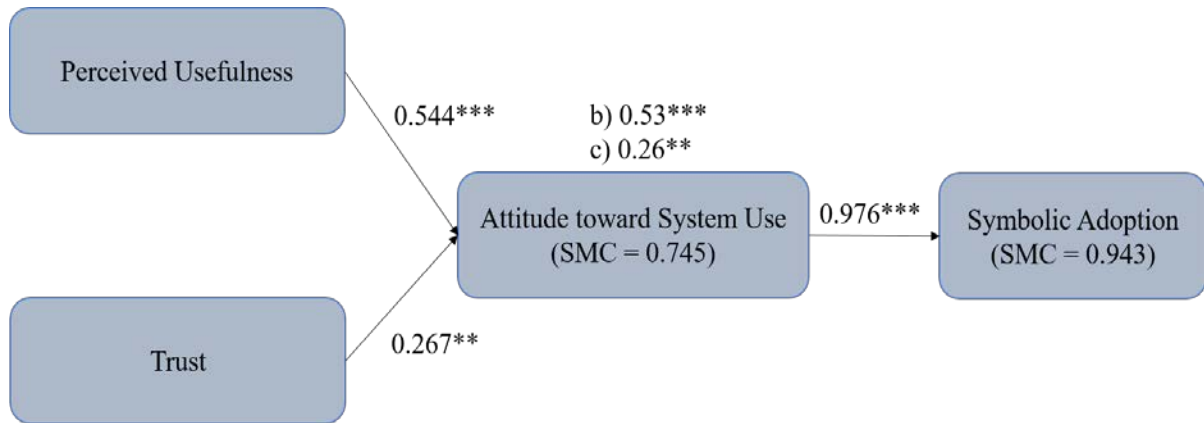 Perceived Usefulness
0.544***
b) 0.53***
c) 0.26**
Attitude toward System Use
(SMC = 0.745)
0.976***
Symbolic Adoption
(SMC = 0.943)
0.267**
Trust